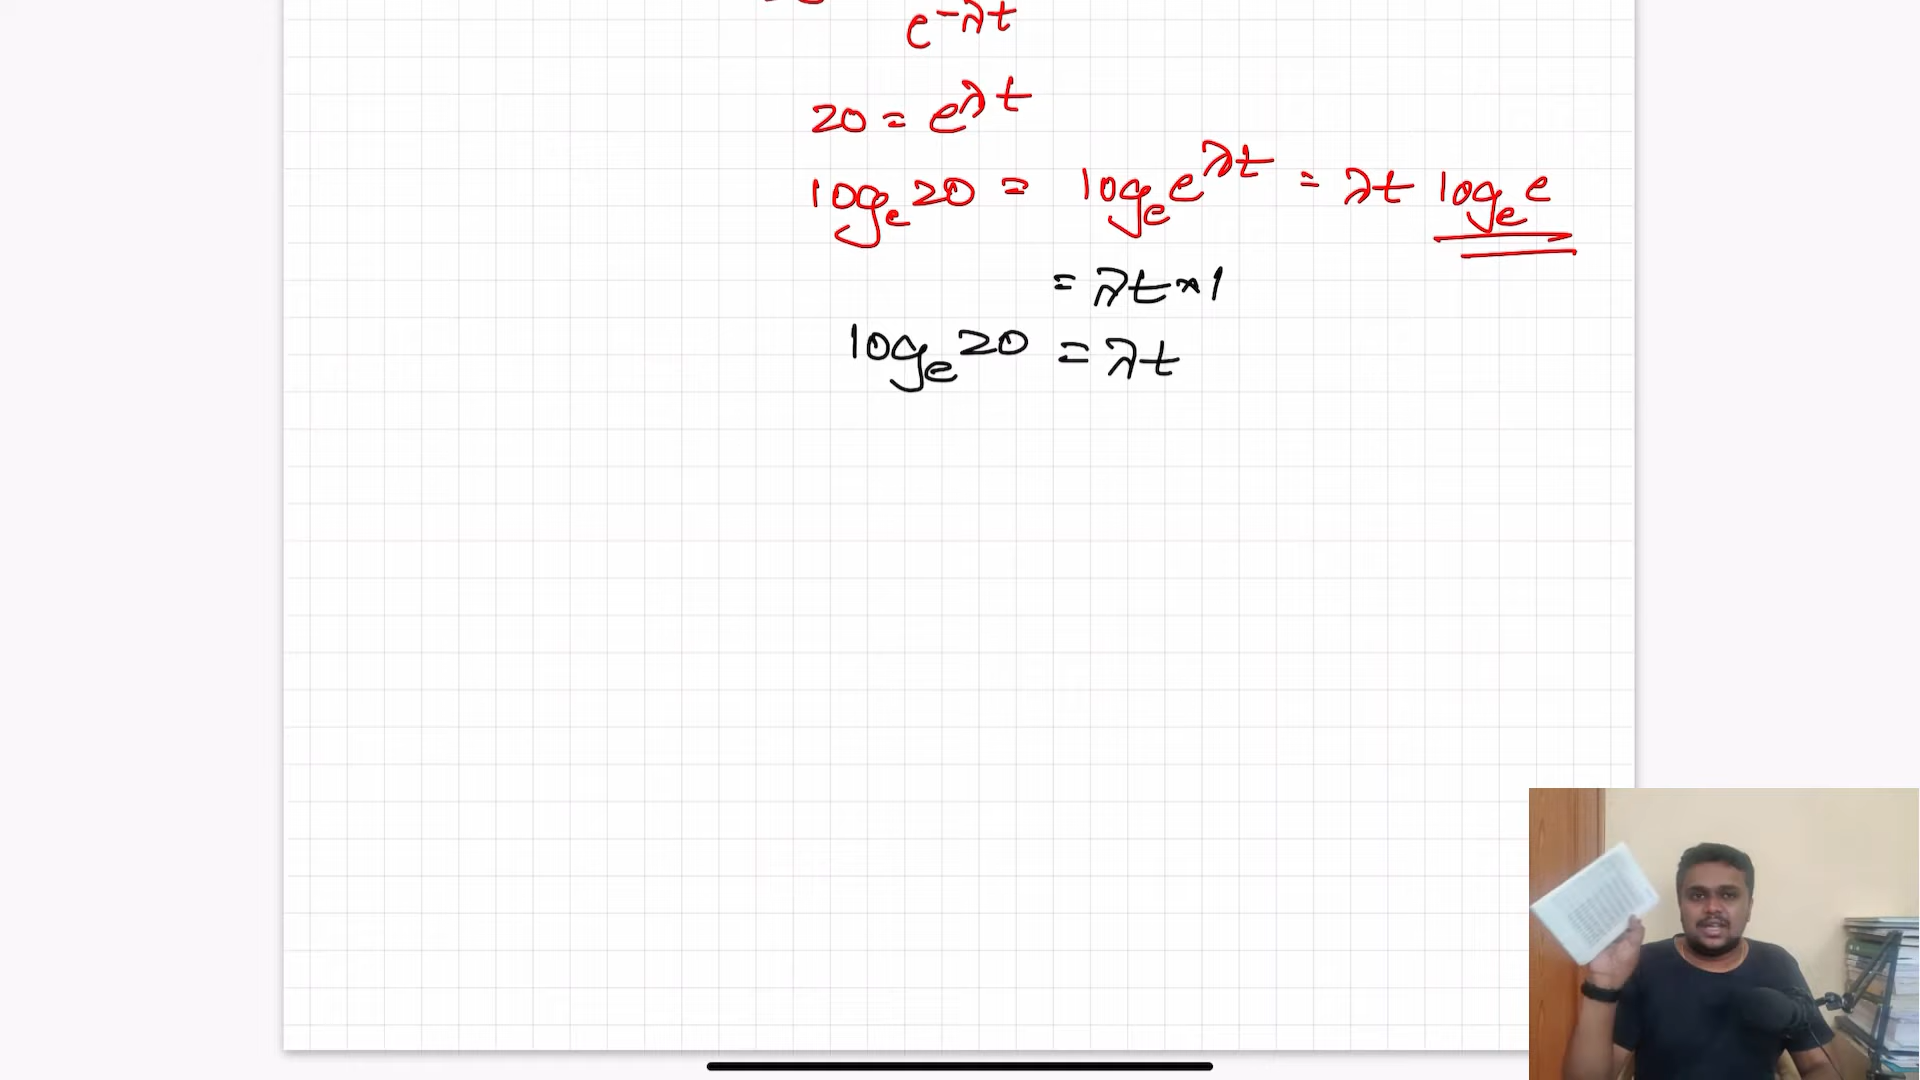 e^-λt
20 = e^λt
log_e 20 = log_e e^λt = λt log_e e
= λt × 1
log_e 20 = λt